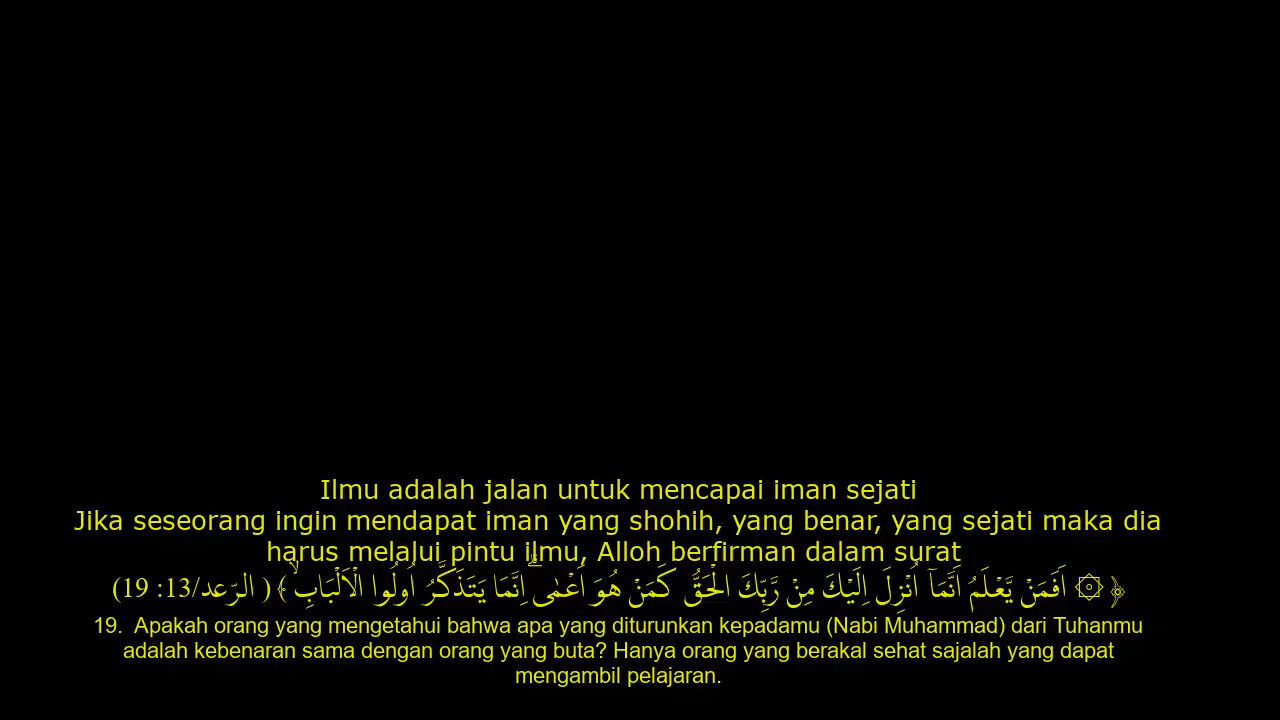 Ilmu adalah jalan untuk mencapai iman sejati
Jika seseorang ingin mendapat iman yang shohih, yang benar, yang sejati maka dia
harus melalui pintu ilmu, Alloh berfirman dalam surat
﴿ ۞ اَفَمَنْ يَّعْلَمُ اَنَّمَآ اُنْزِلَ اِلَيْكَ مِنْ رَّبِّكَ الْحَقُّ كَمَنْ هُوَ اَعْمٰىۗ اِنَّمَا يَتَذَكَّرُ اُولُوا الْاَلْبَابِۙ ﴾ ( الرّعد/13: 19)
19. Apakah orang yang mengetahui bahwa apa yang diturunkan kepadamu (Nabi Muhammad) dari Tuhanmu
adalah kebenaran sama dengan orang yang buta? Hanya orang yang berakal sehat sajalah yang dapat
mengambil pelajaran.